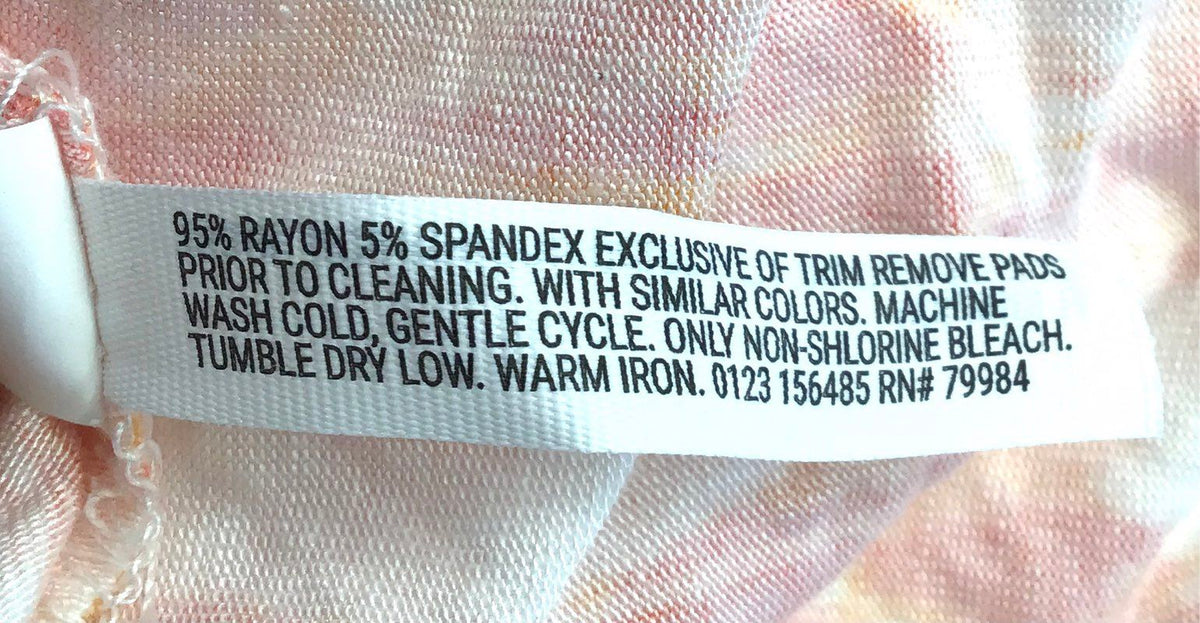 95% RAYON 5% SPANDEX EXCLUSIVE OF TRIM REMOVE PADS
PRIOR TO CLEANING. WITH SIMILAR COLORS. MACHINE
WASH COLD, GENTLE CYCLE. ONLY NON-SHLORINE BLEACH.
TUMBLE DRY LOW. WARM IRON. 0123 156485 RN# 79984